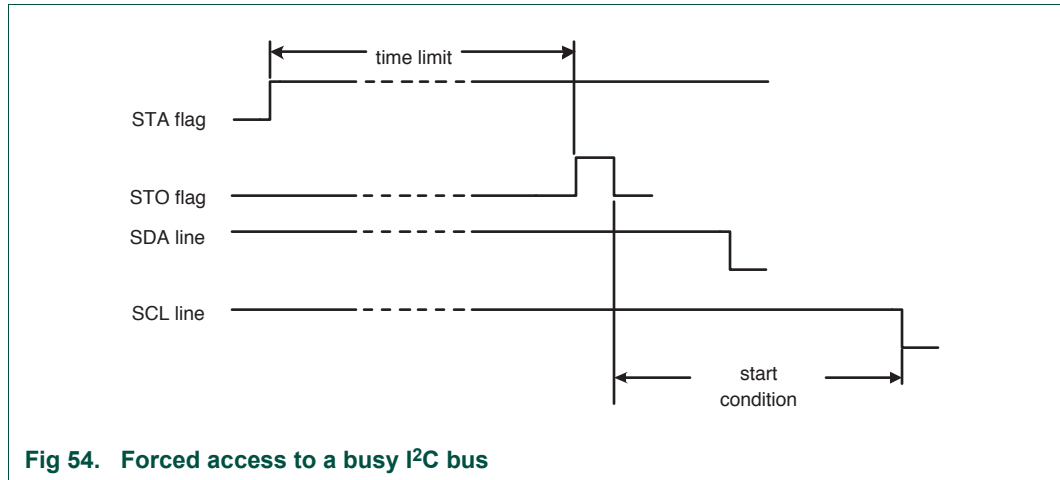 time limit
STA flag
STO flag
SDA line
SCL line
start
condition
Fig 54. Forced access to a busy I²C bus